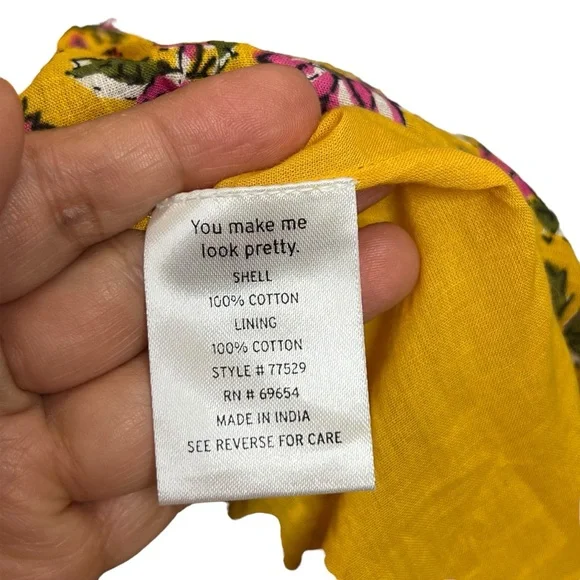 You make me
look pretty.
SHELL
100% COTTON
LINING
100% COTTON
STYLE # 77529
RN # 69654
MADE IN INDIA
SEE REVERSE FOR CARE